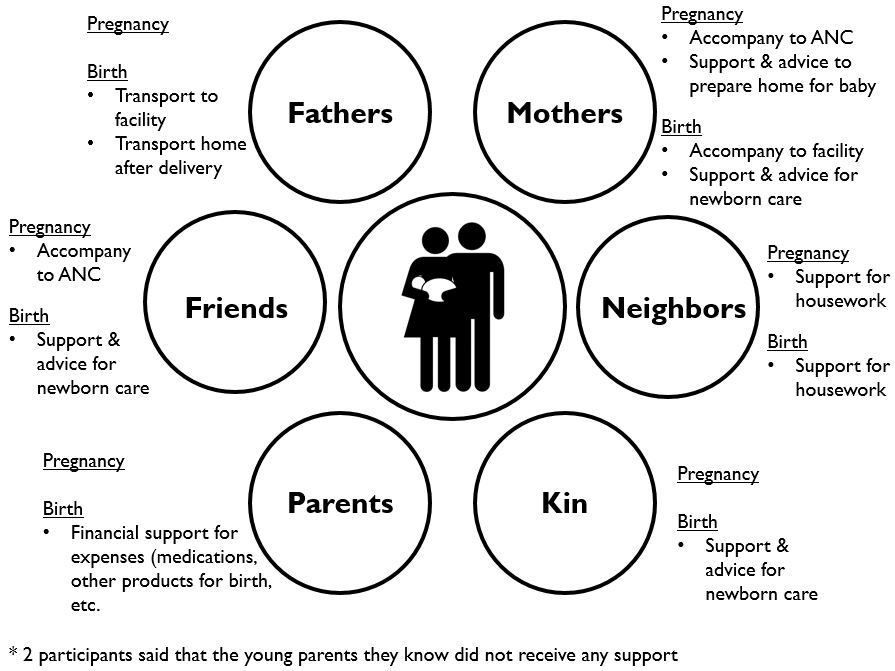 Pregnancy
Birth
• Transport to
facility
• Transport home
after delivery
Fathers
Mothers
Pregnancy
• Accompany to ANC
• Support & advice to
prepare home for baby
Birth
• Accompany to facility
• Support & advice for
newborn care
Pregnancy
• Accompany
to ANC
Birth
• Support &
advice for
newborn care
Friends
Neighbors
Pregnancy
• Support for
housework
Birth
• Support for
housework
Pregnancy
Birth
• Financial support for
expenses (medications,
other products for birth,
etc.
Parents
Kin
Pregnancy
Birth
• Support &
advice for
newborn care
* 2 participants said that the young parents they know did not receive any support